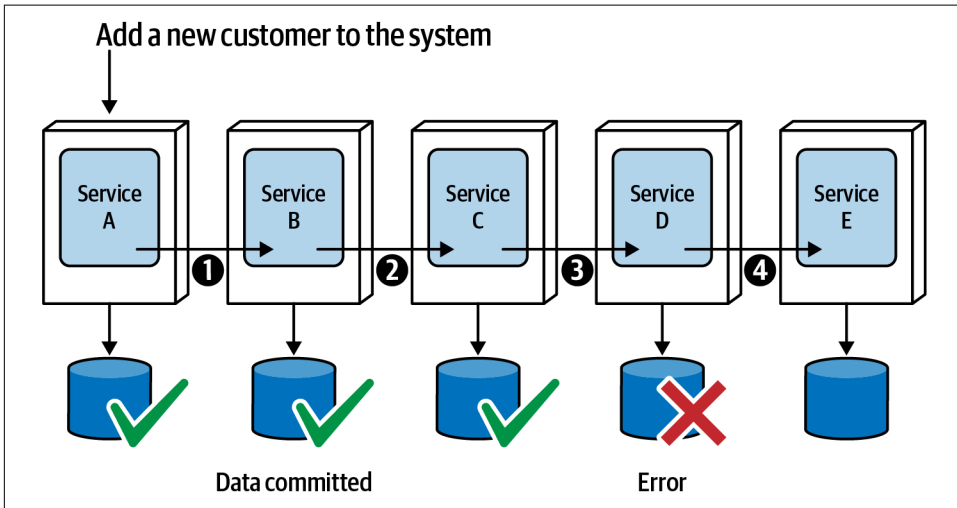 Add a new customer to the system
Service
A
Service
B
Service
C
Service
D
Service
E
1
2
3
4
Data committed
Error